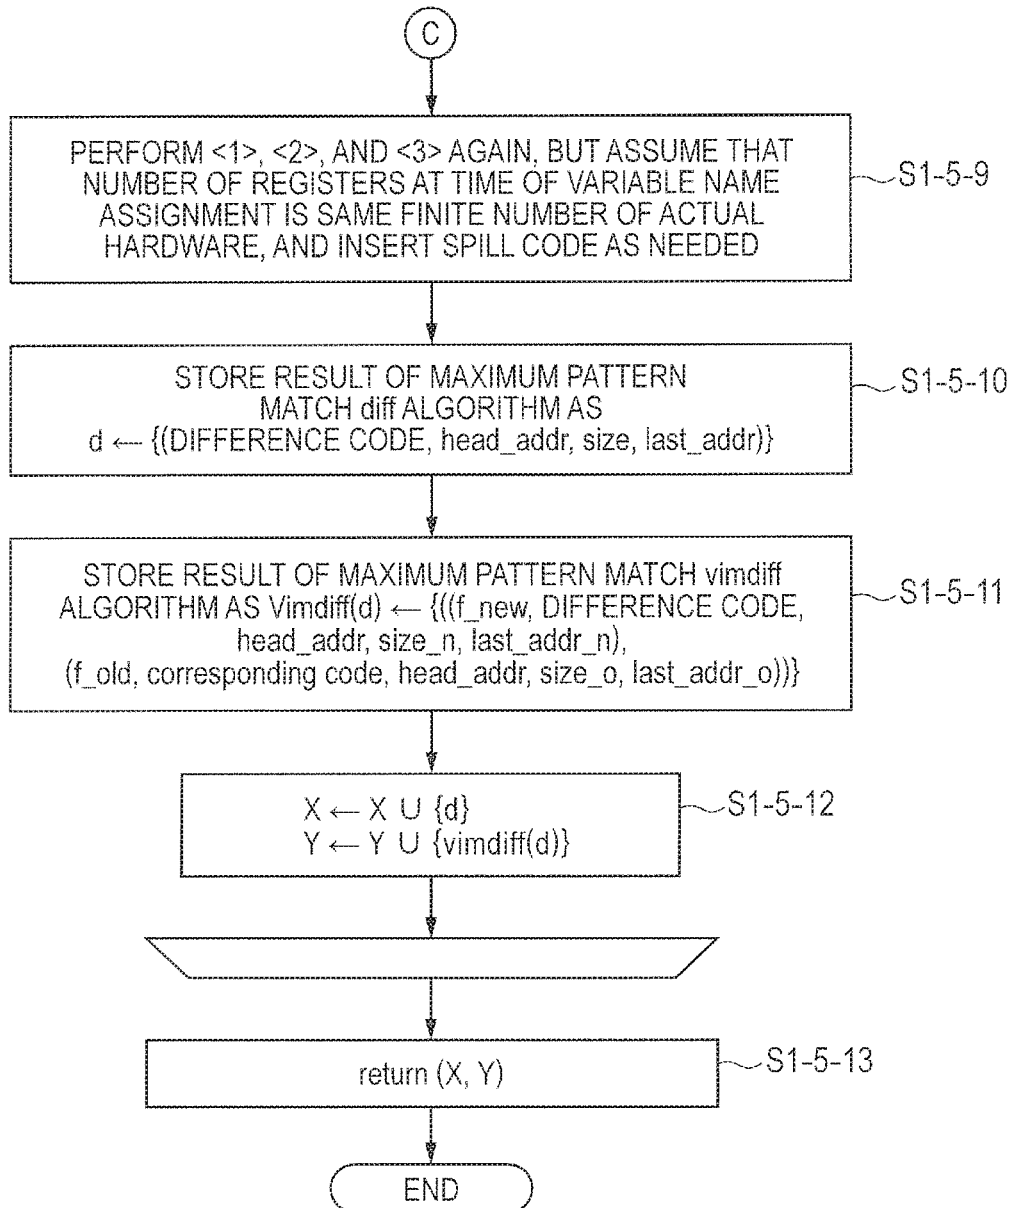 C
PERFORM <1>, <2>, AND <3> AGAIN, BUT ASSUME THAT
NUMBER OF REGISTERS AT TIME OF VARIABLE NAME
ASSIGNMENT IS SAME FINITE NUMBER OF ACTUAL
HARDWARE, AND INSERT SPILL CODE AS NEEDED
S1-5-9
STORE RESULT OF MAXIMUM PATTERN
MATCH diff ALGORITHM AS
d ← {(DIFFERENCE CODE, head_addr, size, last_addr)}
S1-5-10
STORE RESULT OF MAXIMUM PATTERN MATCH vimdiff
ALGORITHM AS Vimdiff(d) ← {((f_new, DIFFERENCE CODE,
head_addr, size_n, last_addr_n),
(f_old, corresponding code, head_addr, size_o, last_addr_o))}
S1-5-11
X ← X ∪ {d}
Y ← Y ∪ {vimdiff(d)}
S1-5-12
return (X, Y)
S1-5-13
END